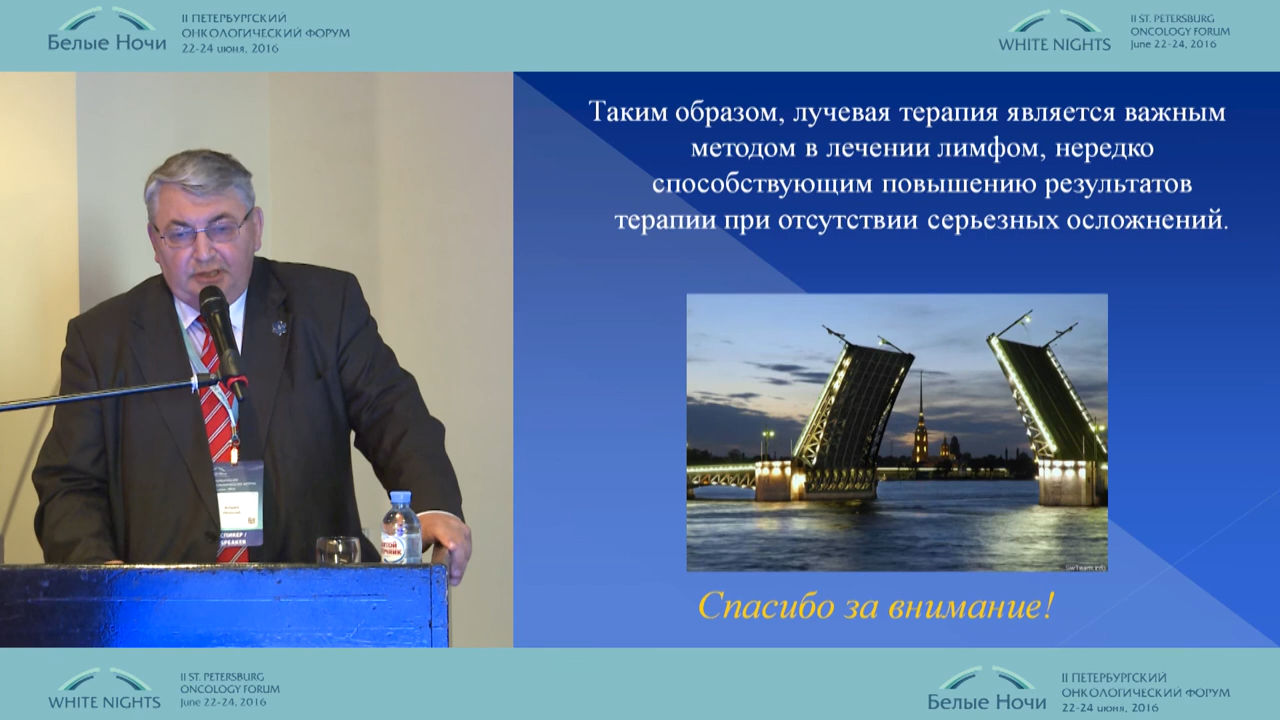 Белые Ночи
II ПЕТЕРБУРГСКИЙ
ОНКОЛОГИЧЕСКИЙ ФОРУМ
22-24 июня, 2016
WHITE NIGHTS
II ST. PETERSBURG
ONCOLOGY FORUM
June 22-24, 2016
Таким образом, лучевая терапия является важным
методом в лечении лимфом, нередко
способствующим повышению результатов
терапии при отсутствии серьезных осложнений.
Спасибо за внимание!
СПИКЕР /
SPEAKER
WHITE NIGHTS
II ST. PETERSBURG
ONCOLOGY FORUM
June 22-24, 2016
Белые Ночи
II ПЕТЕРБУРГСКИЙ
ОНКОЛОГИЧЕСКИЙ ФОРУМ
22-24 июня, 2016